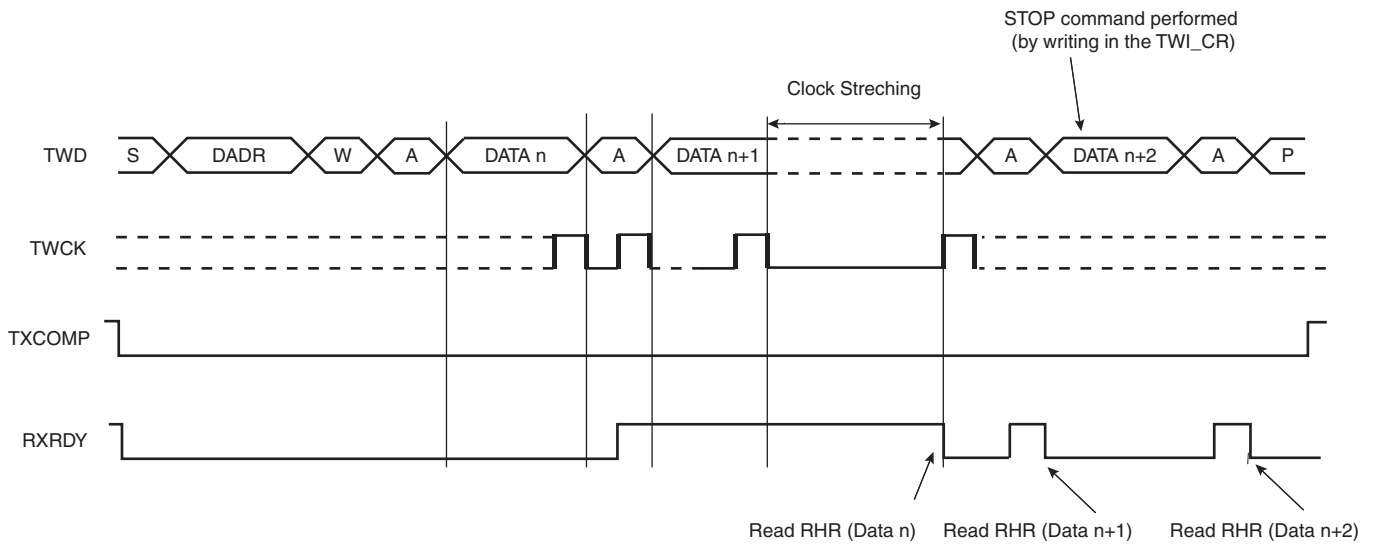 STOP command performed
(by writing in the TWI_CR)
Clock Streching
TWD S DADR W A DATA n A DATA n+1 A DATA n+2 A P
TWCK
TXCOMP
RXRDY
Read RHR (Data n) Read RHR (Data n+1) Read RHR (Data n+2)